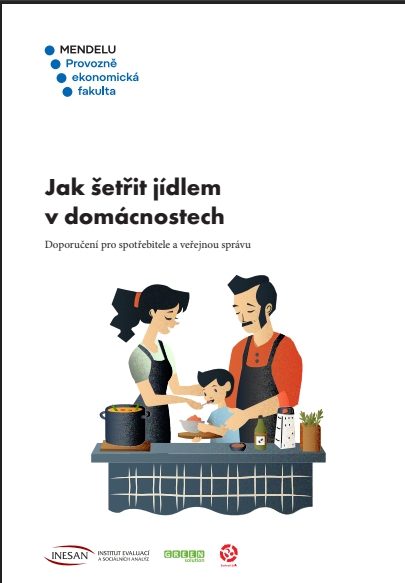 MENDELU
Provozně
ekonomická
fakulta
Jak šetřit jídlem
v domácnostech
Doporučení pro spotřebitele a veřejnou správu
INESAN
INSTITUT EVALUACÍ
A SOCIÁLNÍCH ANALÝZ
GREEN
solution